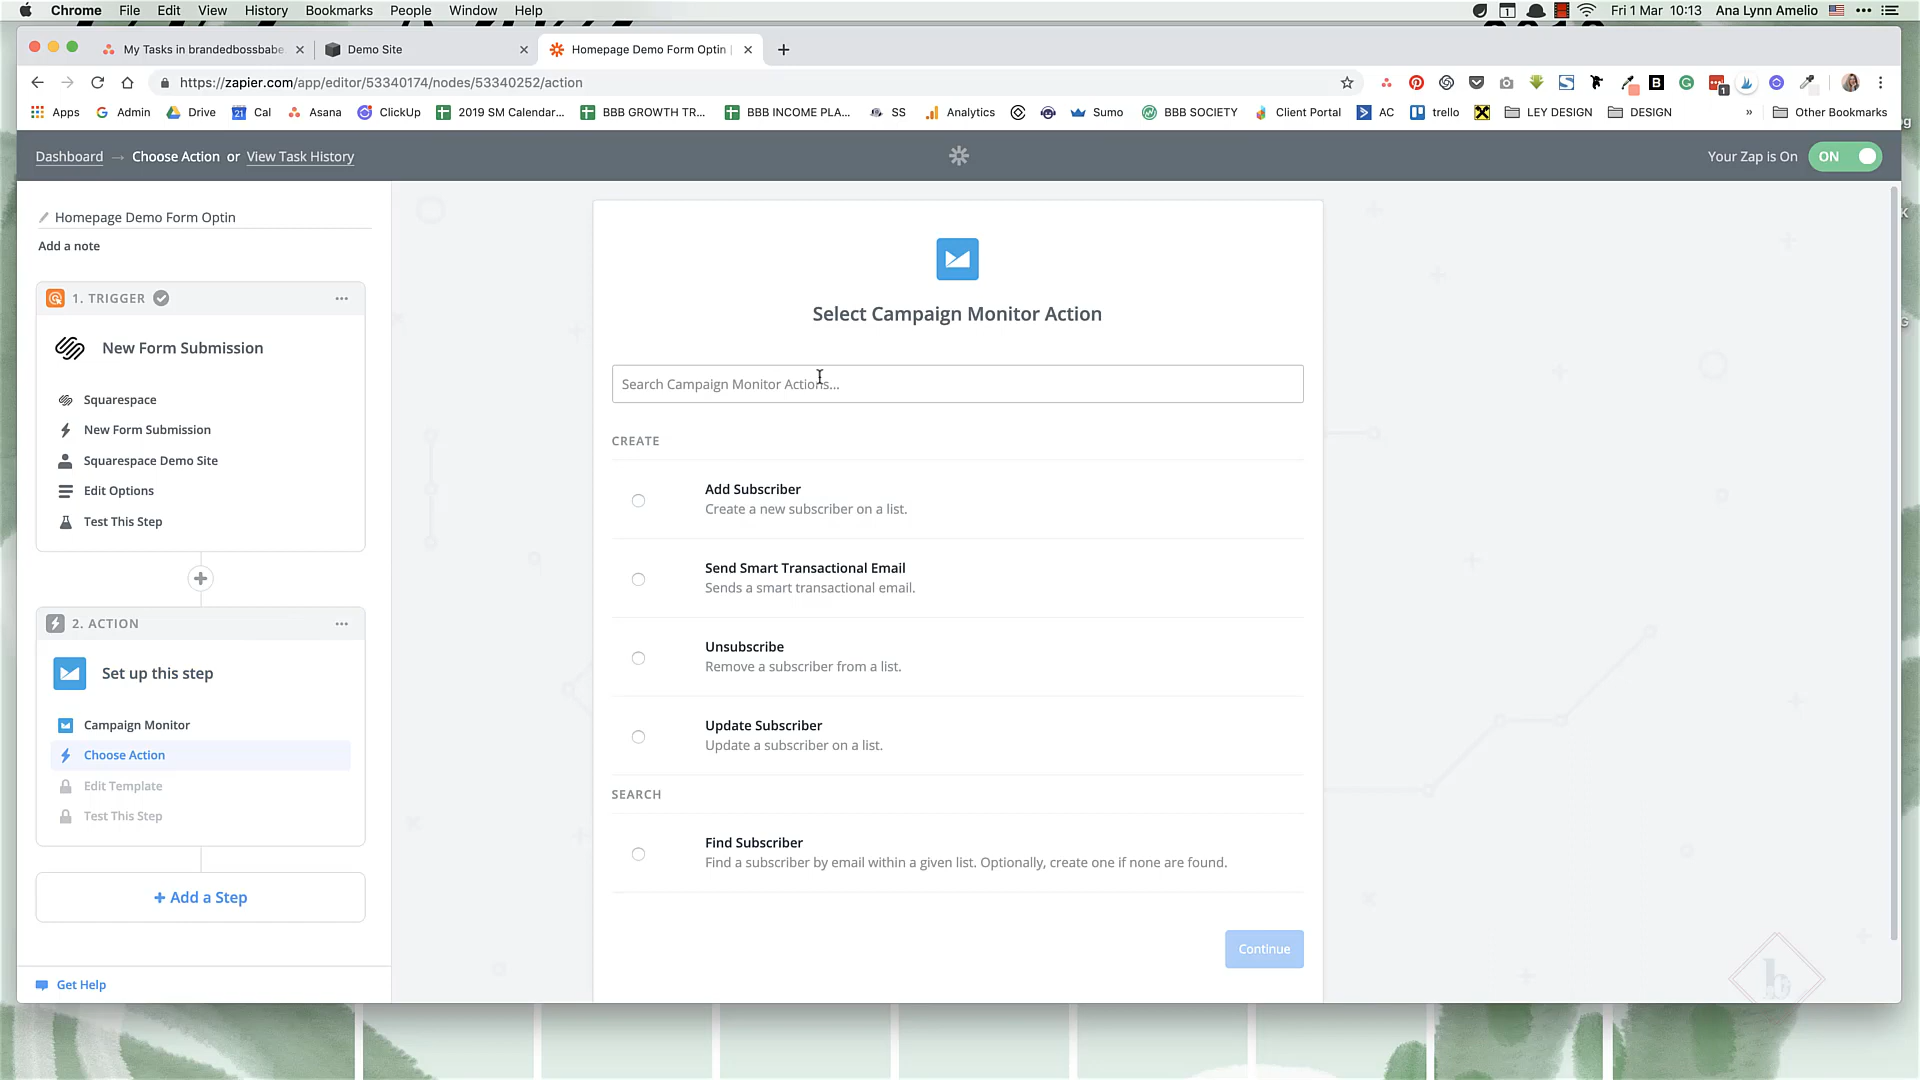 Chrome File Edit View History Bookmarks People Window Help
1 Fri 1 Mar 10:13 Ana Lynn Amelio
My Tasks in brandedbossbabe
Demo Site
Homepage Demo Form Optin
https://zapier.com/app/editor/53340174/nodes/53340252/action
Apps Admin Drive Cal Asana ClickUp 2019 SM Calendar... BBB GROWTH TR... BBB INCOME PLA... SS Analytics Sumo BBB SOCIETY Client Portal AC trello LEY DESIGN DESIGN » Other Bookmarks
Dashboard → Choose Action or View Task History
Your Zap is On ON
Homepage Demo Form Optin
Add a note
1. TRIGGER
New Form Submission
Squarespace
New Form Submission
Squarespace Demo Site
Edit Options
Test This Step
2. ACTION
Set up this step
Campaign Monitor
Choose Action
Edit Template
Test This Step
+ Add a Step
Get Help
Select Campaign Monitor Action
Search Campaign Monitor Actions...
CREATE
Add Subscriber
Create a new subscriber on a list.
Send Smart Transactional Email
Sends a smart transactional email.
Unsubscribe
Remove a subscriber from a list.
Update Subscriber
Update a subscriber on a list.
SEARCH
Find Subscriber
Find a subscriber by email within a given list. Optionally, create one if none are found.
Continue
b